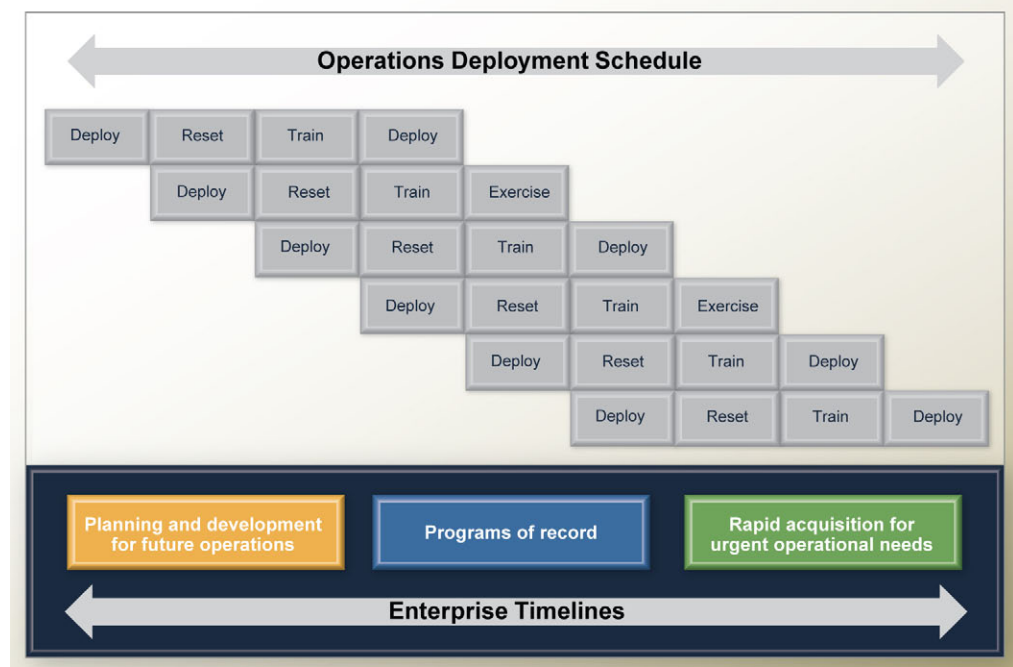 Operations Deployment Schedule
Deploy Reset Train Deploy
Deploy Reset Train Exercise
Deploy Reset Train Deploy
Deploy Reset Train Exercise
Deploy Reset Train Deploy
Deploy Reset Train Deploy
Planning and development
for future operations
Programs of record
Rapid acquisition for
urgent operational needs
Enterprise Timelines